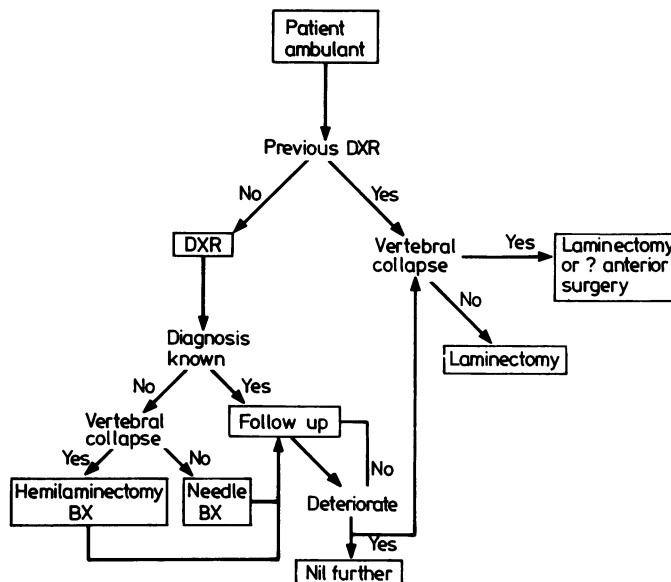 Patient
ambulant
Previous DXR
No
Yes
DXR
Vertebral
collapse
Yes
Laminectomy
or ? anterior
surgery
No
Laminectomy
Diagnosis
known
No
Yes
Vertebral
collapse
Follow up
Yes
No
No
Hemilaminectomy
BX
Needle
BX
Deteriorate
Yes
Nil further